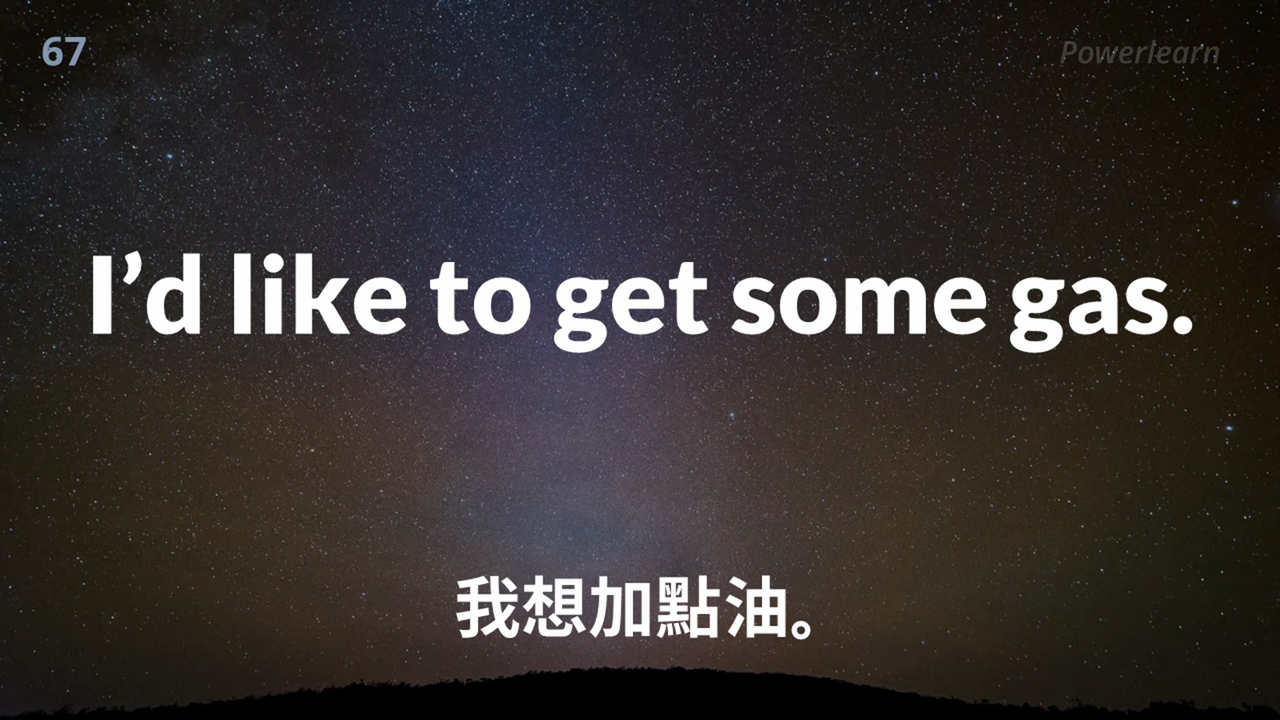 67
Powerlearn
I’d like to get some gas.
我想加點油。